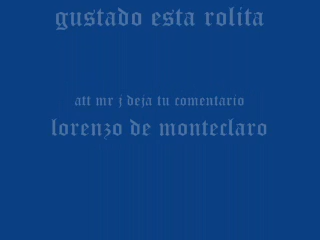 gustado esta rolita
att mr j deja tu comentario
lorenzo de monteclaro